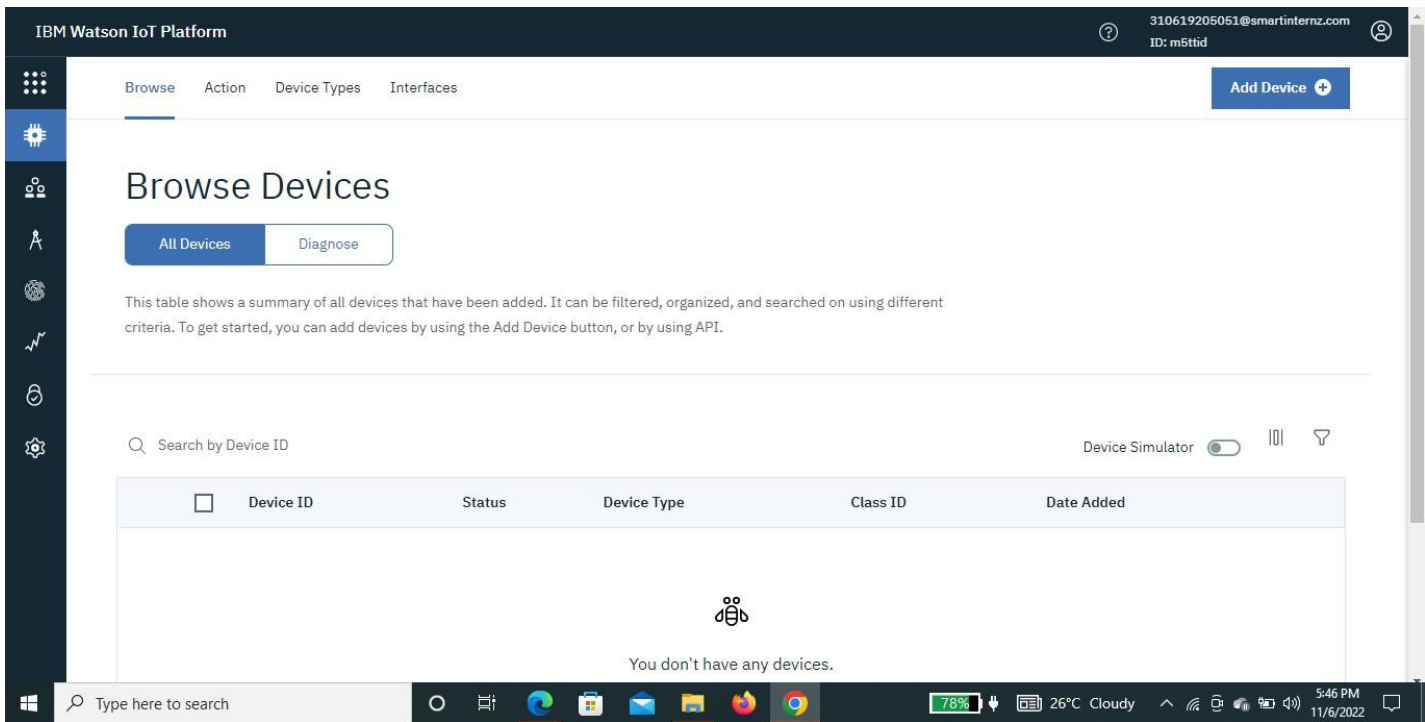 IBM Watson IoT Platform
310619205051@smartinternz.com
ID: m5ttid
Browse Action Device Types Interfaces
Add Device
Browse Devices
All Devices Diagnose
This table shows a summary of all devices that have been added. It can be filtered, organized, and searched on using different
criteria. To get started, you can add devices by using the Add Device button, or by using API.
Search by Device ID
Device Simulator
Device ID Status Device Type Class ID Date Added
You don't have any devices.
Type here to search
78%
26°C Cloudy
5:46 PM
11/6/2022